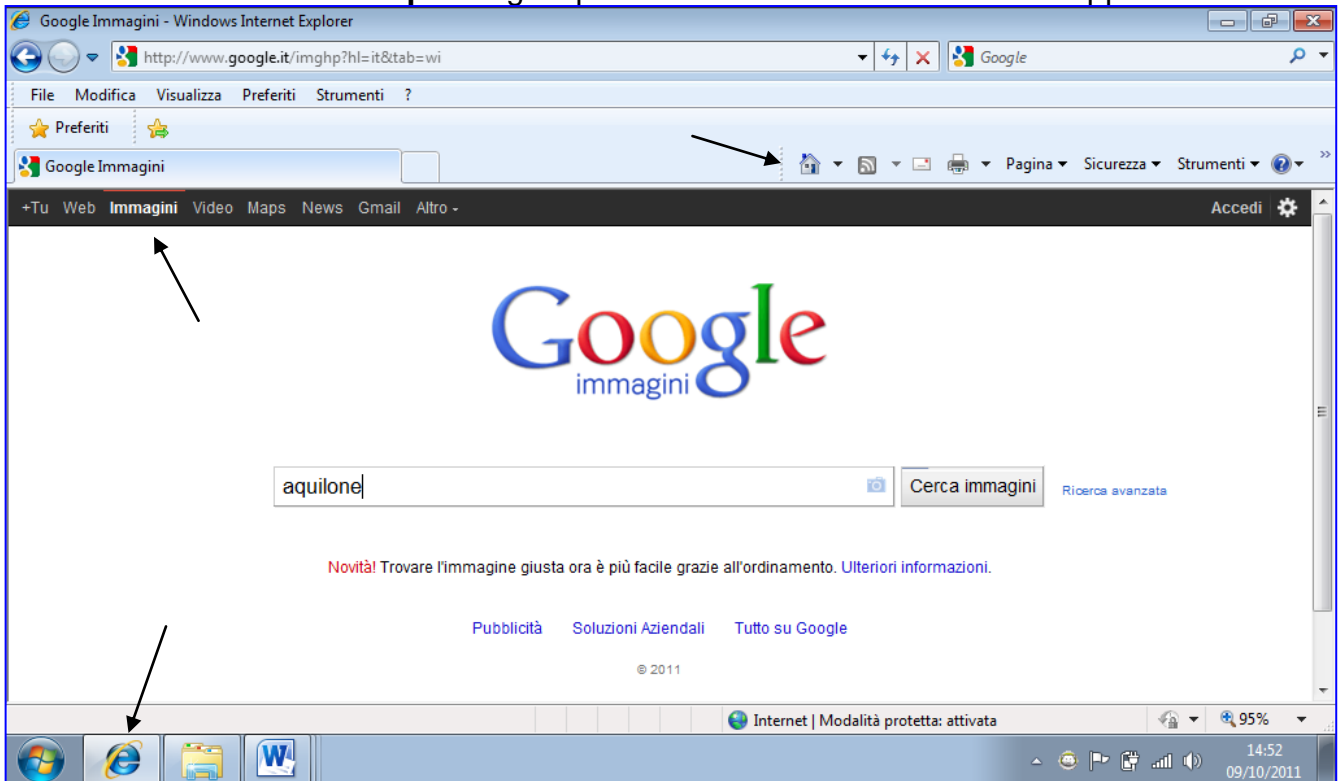 Google Immagini - Windows Internet Explorer
http://www.google.it/imghp?hl=it&tab=wi
Google
File Modifica Visualizza Preferiti Strumenti ?
Preferiti
Google Immagini
Pagina Sicurezza Strumenti
+Tu Web Immagini Video Maps News Gmail Altro
Accedi
Google
immagini
aquilone
Cerca immagini
Ricerca avanzata
Novità! Trovare l'immagine giusta ora è più facile grazie all'ordinamento. Ulteriori informazioni.
Pubblicità Soluzioni Aziendali Tutto su Google
© 2011
Internet | Modalità protetta: attivata
95%
14:52
09/10/2011